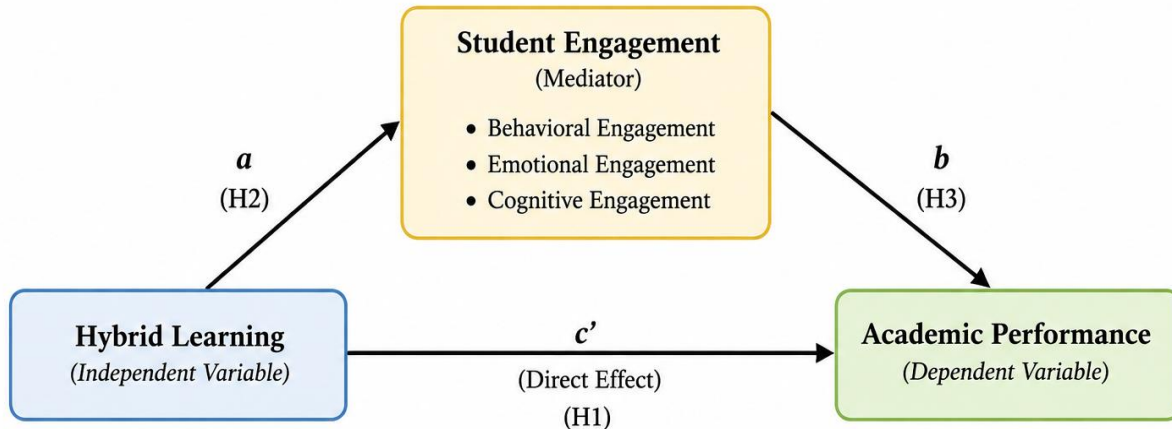 Student Engagement
(Mediator)
• Behavioral Engagement
• Emotional Engagement
• Cognitive Engagement
a
(H2)
b
(H3)
Hybrid Learning
(Independent Variable)
c’
(Direct Effect)
(H1)
Academic Performance
(Dependent Variable)